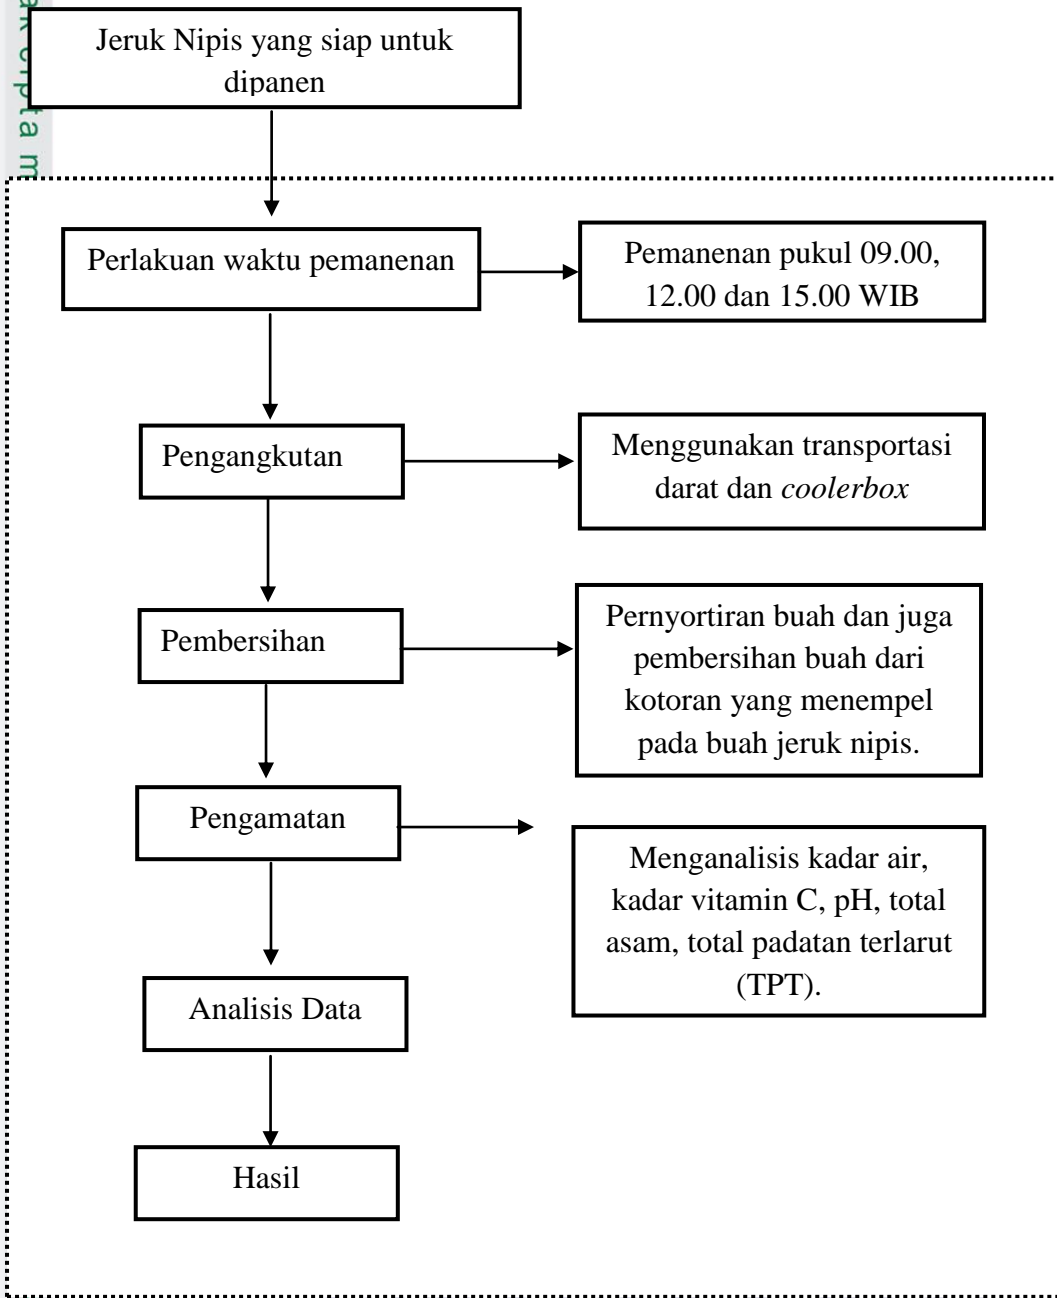 Jeruk Nipis yang siap untuk
dipanen
Perlakuan waktu pemanenan
Pemanenan pukul 09.00,
12.00 dan 15.00 WIB
Pengangkutan
Menggunakan transportasi
darat dan coolerbox
Pembersihan
Pernyortiran buah dan juga
pembersihan buah dari
kotoran yang menempel
pada buah jeruk nipis.
Pengamatan
Menganalisis kadar air,
kadar vitamin C, pH, total
asam, total padatan terlarut
(TPT).
Analisis Data
Hasil